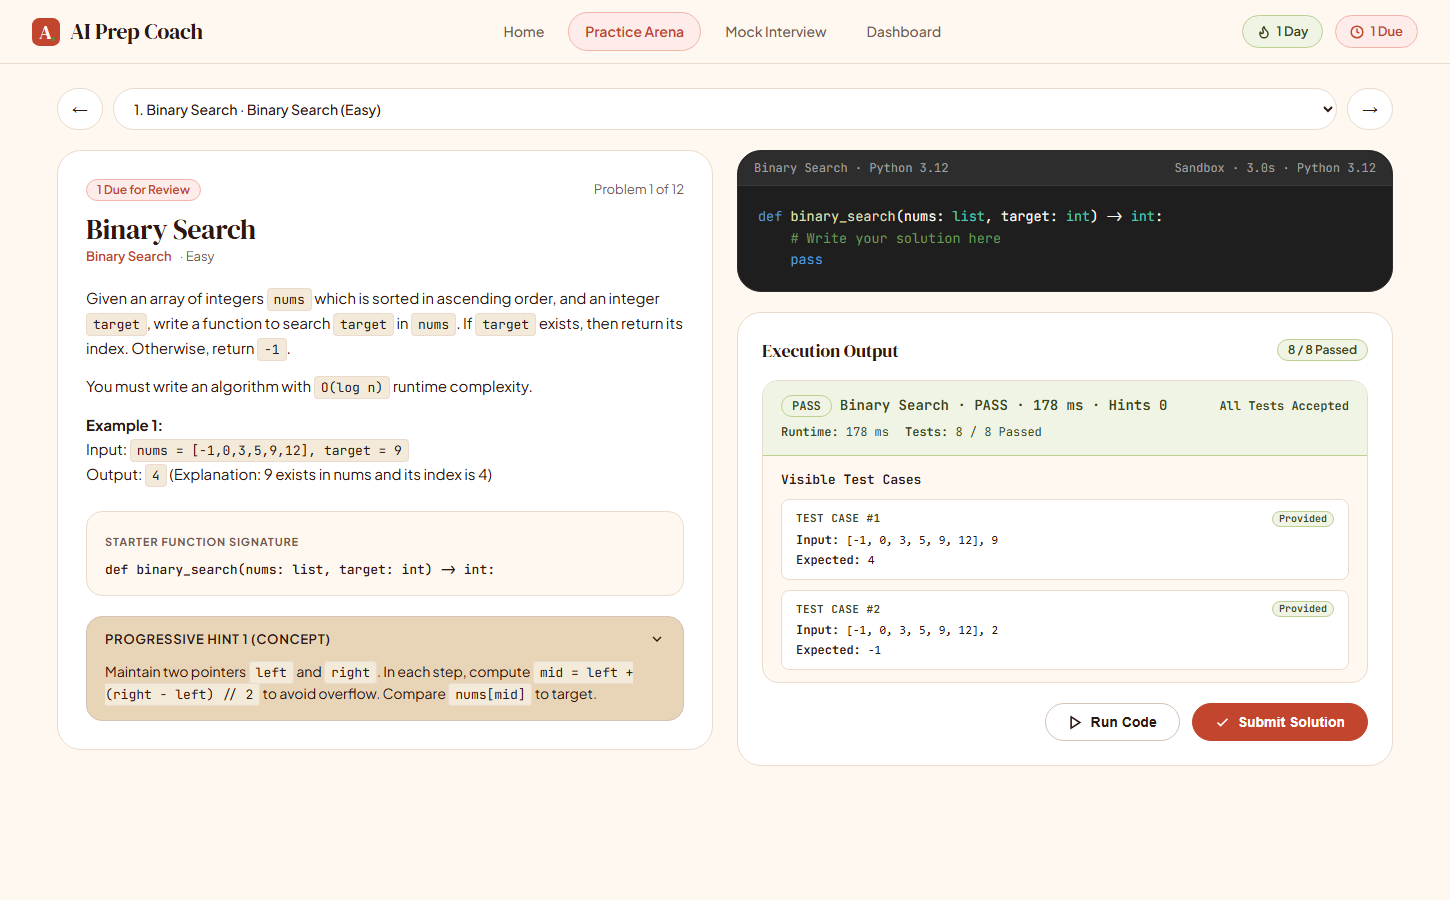 A AI Prep Coach
Home Practice Arena Mock Interview Dashboard
1 Day 1 Due
← 1. Binary Search · Binary Search (Easy) →
1 Due for Review Problem 1 of 12
Binary Search
Binary Search · Easy
Given an array of integers nums which is sorted in ascending order, and an integer
target, write a function to search target in nums. If target exists, then return its
index. Otherwise, return -1.
You must write an algorithm with O(log n) runtime complexity.
Example 1:
Input: nums = [-1,0,3,5,9,12], target = 9
Output: 4 (Explanation: 9 exists in nums and its index is 4)
STARTER FUNCTION SIGNATURE
def binary_search(nums: list, target: int) -> int:
PROGRESSIVE HINT 1 (CONCEPT)
Maintain two pointers left and right. In each step, compute mid = left +
(right - left) // 2 to avoid overflow. Compare nums[mid] to target.
Binary Search · Python 3.12 Sandbox · 3.0s · Python 3.12
def binary_search(nums: list, target: int) -> int:
# Write your solution here
pass
Execution Output 8 / 8 Passed
PASS Binary Search · PASS · 178 ms · Hints 0 All Tests Accepted
Runtime: 178 ms Tests: 8 / 8 Passed
Visible Test Cases
TEST CASE #1 Provided
Input: [-1, 0, 3, 5, 9, 12], 9
Expected: 4
TEST CASE #2 Provided
Input: [-1, 0, 3, 5, 9, 12], 2
Expected: -1
Run Code Submit Solution